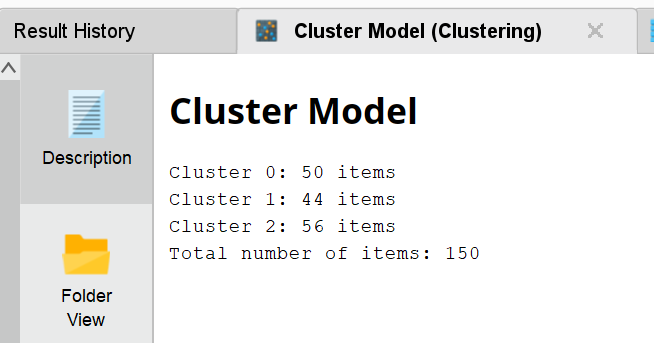 Result History
Cluster Model (Clustering)
Description
Folder
View
Cluster Model
Cluster 0: 50 items
Cluster 1: 44 items
Cluster 2: 56 items
Total number of items: 150